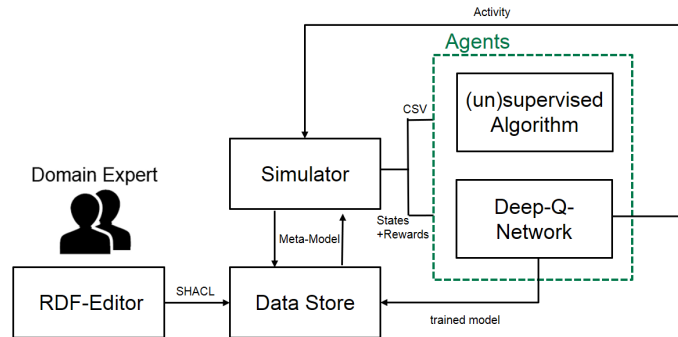 Activity
Agents
(un)supervised
Algorithm
CSV
Simulator
Domain Expert
Deep-Q-
Network
States
+Rewards
Meta-Model
RDF-Editor
SHACL
Data Store
trained model